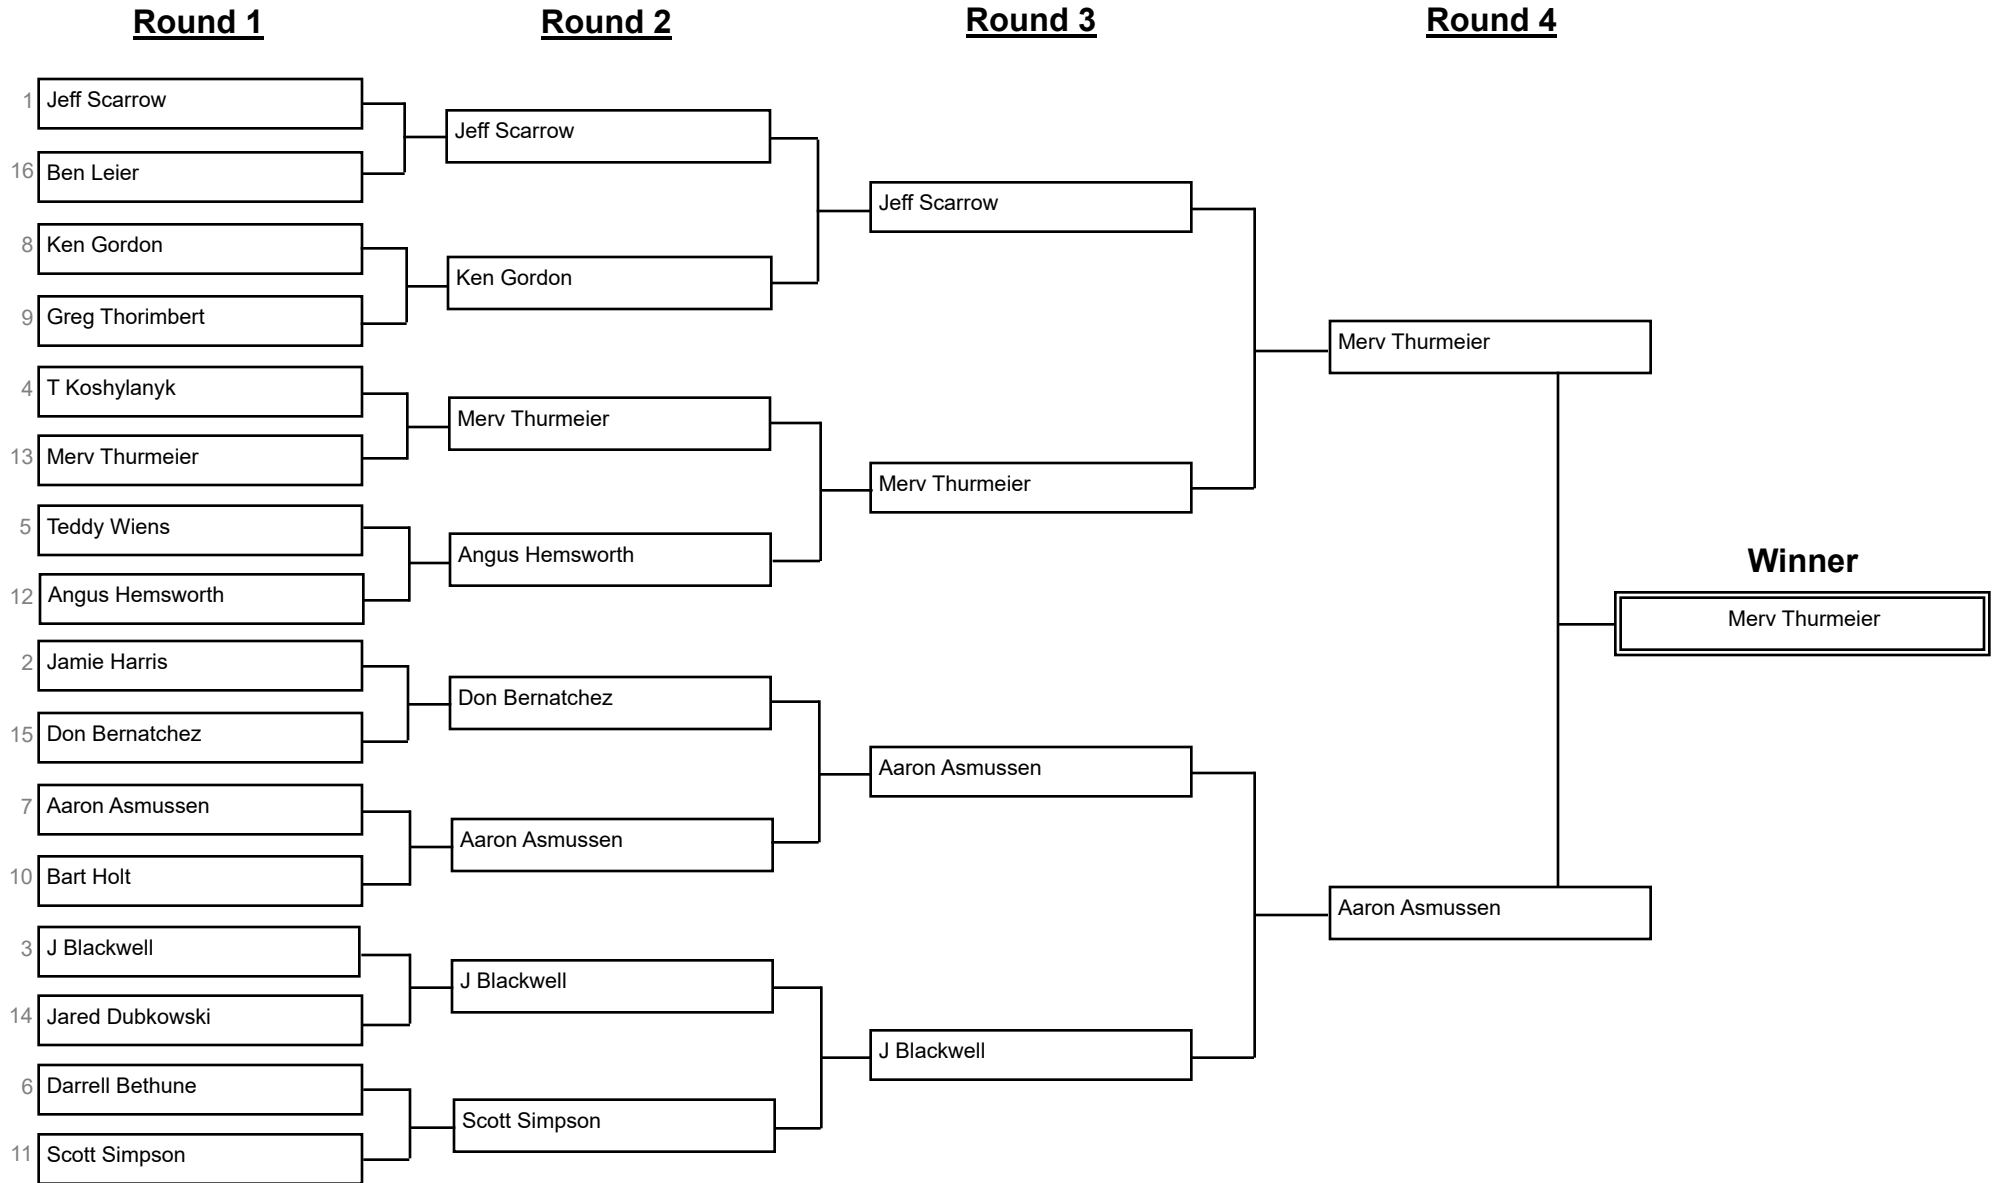 Round 1
Round 2
Round 3
Round 4
1 Jeff Scarrow
16 Ben Leier
8 Ken Gordon
9 Greg Thorimbert
4 T Koshylanyk
13 Merv Thurmeier
5 Teddy Wiens
12 Angus Hemsworth
2 Jamie Harris
15 Don Bernatchez
7 Aaron Asmussen
10 Bart Holt
3 J Blackwell
14 Jared Dubkowski
6 Darrell Bethune
11 Scott Simpson
Jeff Scarrow
Ken Gordon
Merv Thurmeier
Angus Hemsworth
Don Bernatchez
Aaron Asmussen
J Blackwell
Scott Simpson
Jeff Scarrow
Merv Thurmeier
Aaron Asmussen
J Blackwell
Merv Thurmeier
Aaron Asmussen
Winner
Merv Thurmeier